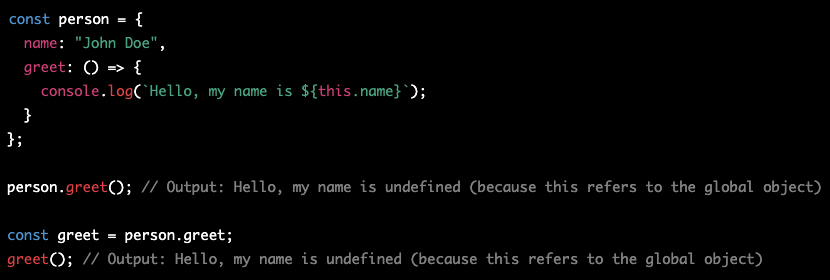 const person = {
  name: "John Doe",
  greet: () => {
    console.log(`Hello, my name is ${this.name}`);
  }
};
person.greet(); // Output: Hello, my name is undefined (because this refers to the global object)
const greet = person.greet;
greet(); // Output: Hello, my name is undefined (because this refers to the global object)